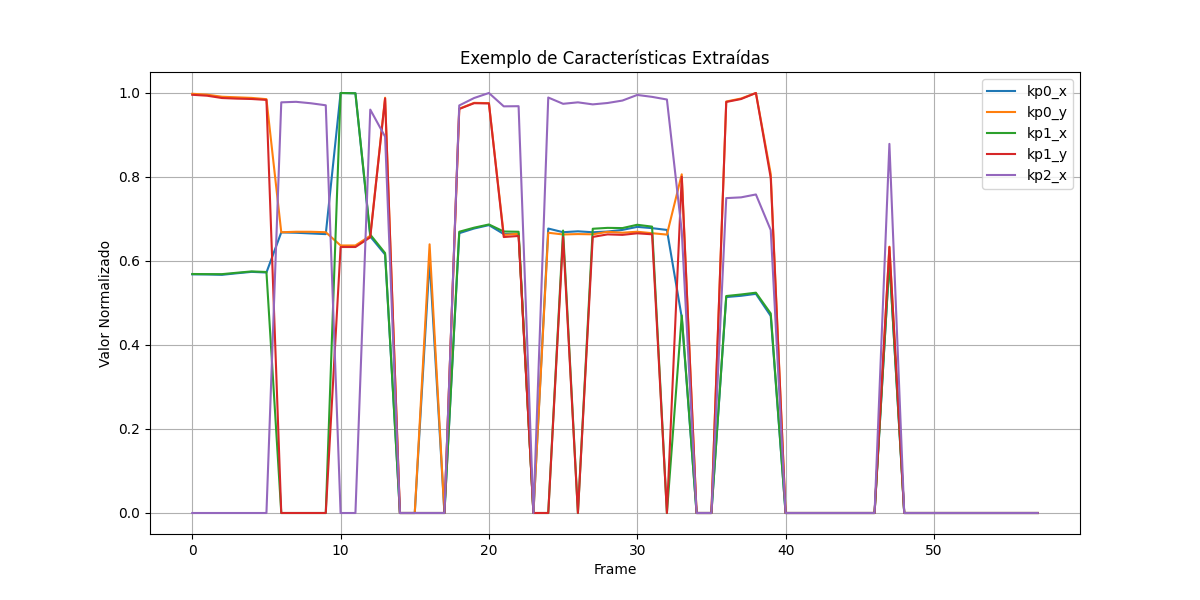 Exemplo de Características Extraídas
1.0
0.8
0.6
0.4
0.2
0.0
Valor Normalizado
kp0_x
kp0_y
kp1_x
kp1_y
kp2_x
0 10 20 30 40 50
Frame